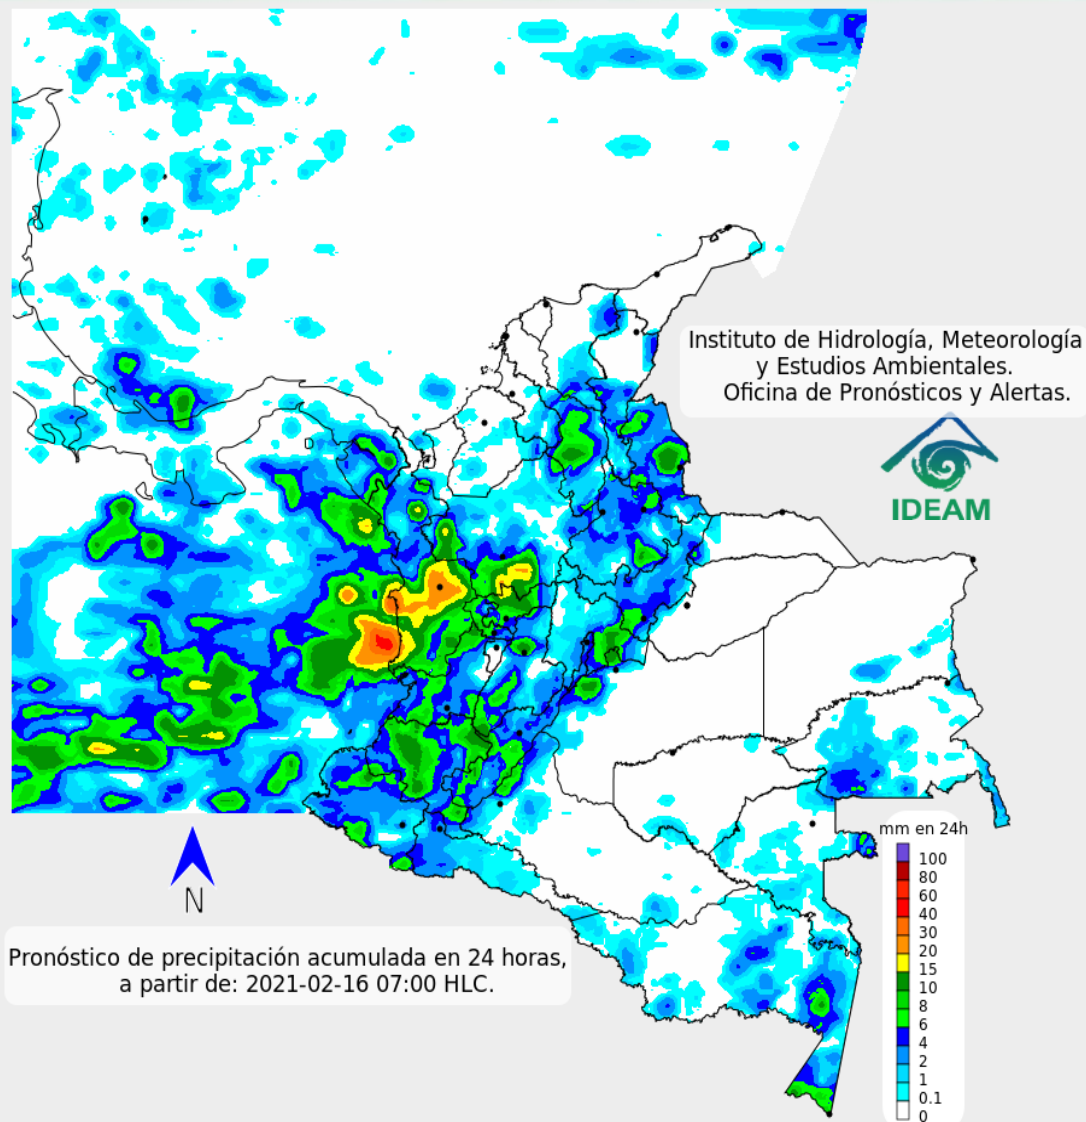 Instituto de Hidrología, Meteorología
y Estudios Ambientales.
Oficina de Pronósticos y Alertas.
IDEAM
mm en 24h
100
80
60
40
30
20
15
10
8
6
4
2
1
0.1
0
N
Pronóstico de precipitación acumulada en 24 horas,
a partir de: 2021-02-16 07:00 HLC.